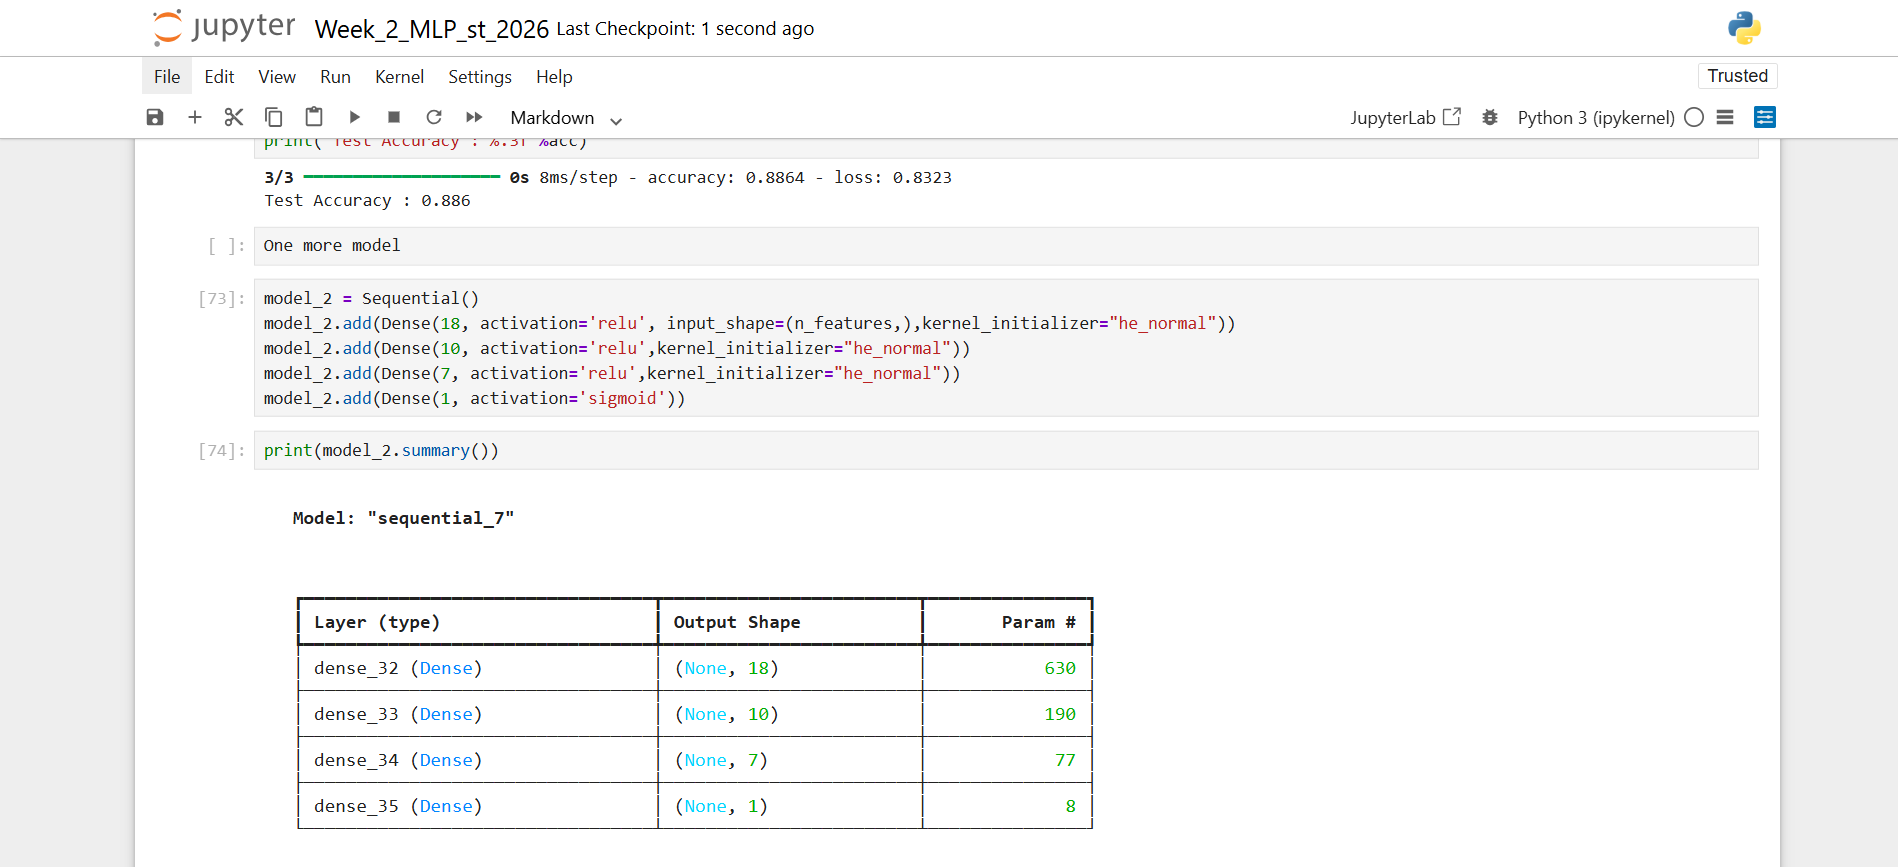 jupyter Week_2_MLP_st_2026 Last Checkpoint: 1 second ago
File Edit View Run Kernel Settings Help Trusted
Markdown JupyterLab Python 3 (ipykernel)
print("Test Accuracy : %.3f"%acc)
3/3 ━━━━━━━━━━━━━━━━━━━━ 0s 8ms/step - accuracy: 0.8864 - loss: 0.8323
Test Accuracy : 0.886
[ ]: One more model
[73]: model_2 = Sequential()
model_2.add(Dense(18, activation='relu', input_shape=(n_features,),kernel_initializer="he_normal"))
model_2.add(Dense(10, activation='relu',kernel_initializer="he_normal"))
model_2.add(Dense(7, activation='relu',kernel_initializer="he_normal"))
model_2.add(Dense(1, activation='sigmoid'))
[74]: print(model_2.summary())
Model: "sequential_7"
Layer (type) Output Shape Param #
dense_32 (Dense) (None, 18) 630
dense_33 (Dense) (None, 10) 190
dense_34 (Dense) (None, 7) 77
dense_35 (Dense) (None, 1) 8